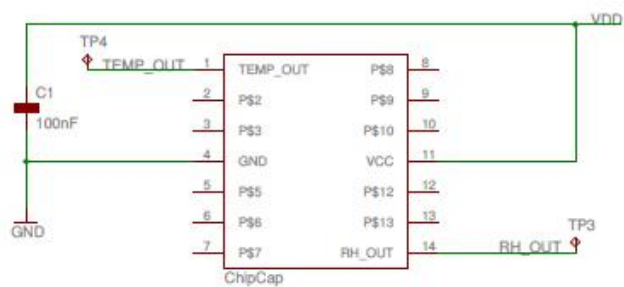 VDD
TP4
TEMP_OUT 1 TEMP_OUT P$8 8
C1
2 P$2 P$9 9
100nF
3 P$3 P$10 10
4 GND VCC 11
5 P$5 P$12 12
6 P$6 P$13 13
TP3
GND
7 P$7 RH_OUT 14 RH_OUT
ChipCap